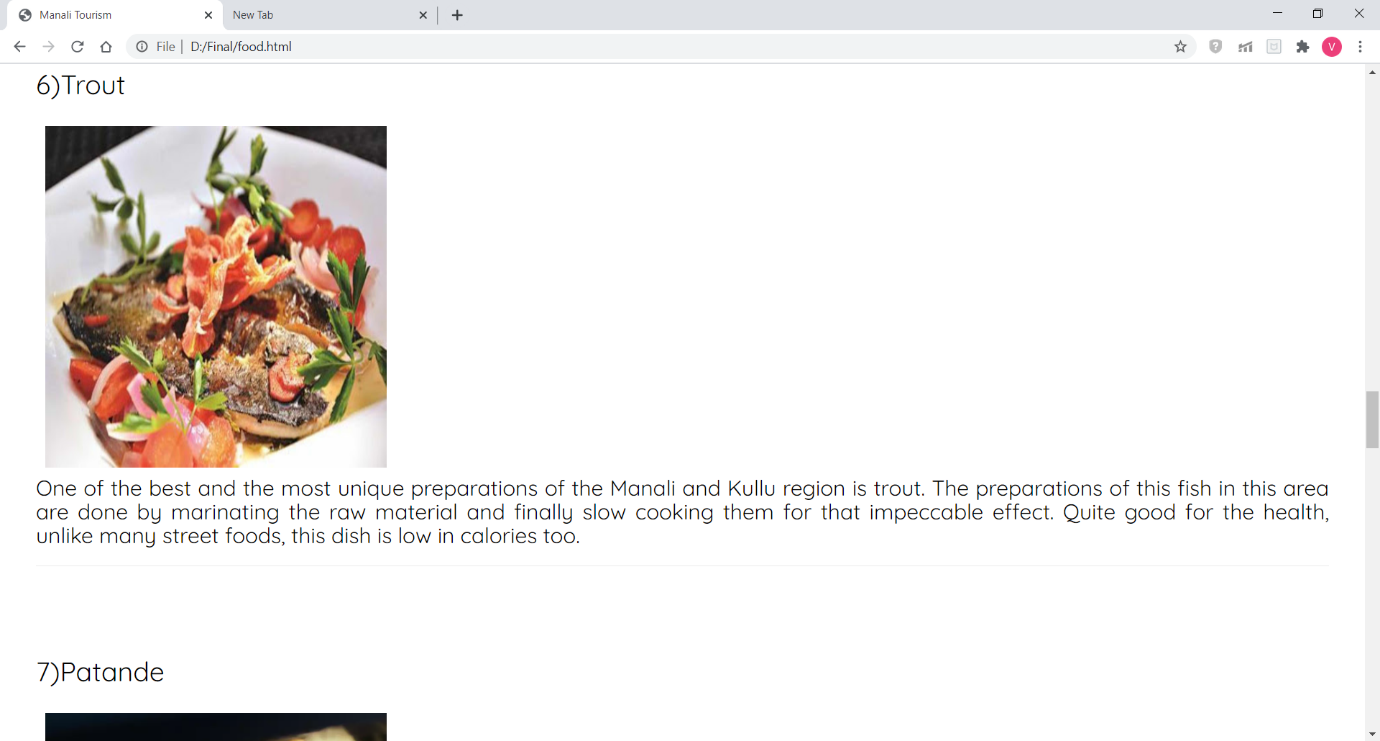 Manali Tourism
New Tab
File | D:/Final/food.html
V
6)Trout
One of the best and the most unique preparations of the Manali and Kullu region is trout. The preparations of this fish in this area
are done by marinating the raw material and finally slow cooking them for that impeccable effect. Quite good for the health,
unlike many street foods, this dish is low in calories too.
7)Patande